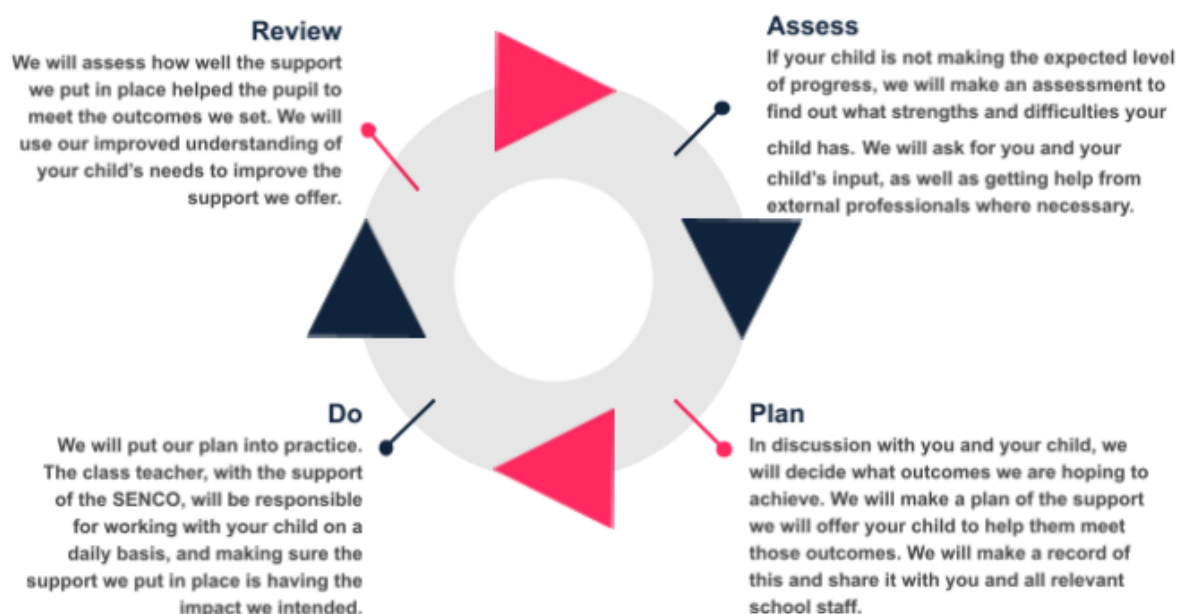 Review
We will assess how well the support
we put in place helped the pupil to
meet the outcomes we set. We will
use our improved understanding of
your child's needs to improve the
support we offer.
Assess
If your child is not making the expected level
of progress, we will make an assessment to
find out what strengths and difficulties your
child has. We will ask for you and your
child's input, as well as getting help from
external professionals where necessary.
Do
We will put our plan into practice.
The class teacher, with the support
of the SENCO, will be responsible
for working with your child on a
daily basis, and making sure the
support we put in place is having the
impact we intended.
Plan
In discussion with you and your child, we
will decide what outcomes we are hoping to
achieve. We will make a plan of the support
we will offer your child to help them meet
those outcomes. We will make a record of
this and share it with you and all relevant
school staff.